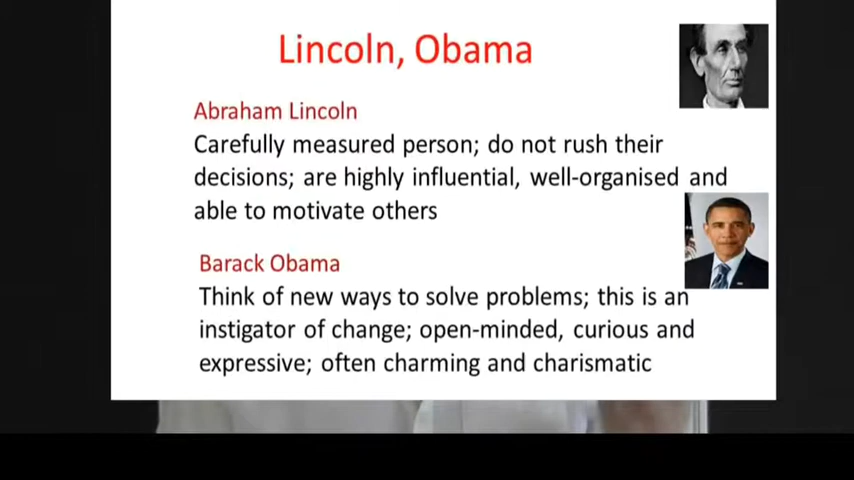 Lincoln, Obama
Abraham Lincoln
Carefully measured person; do not rush their
decisions; are highly influential, well-organised and
able to motivate others
Barack Obama
Think of new ways to solve problems; this is an
instigator of change; open-minded, curious and
expressive; often charming and charismatic